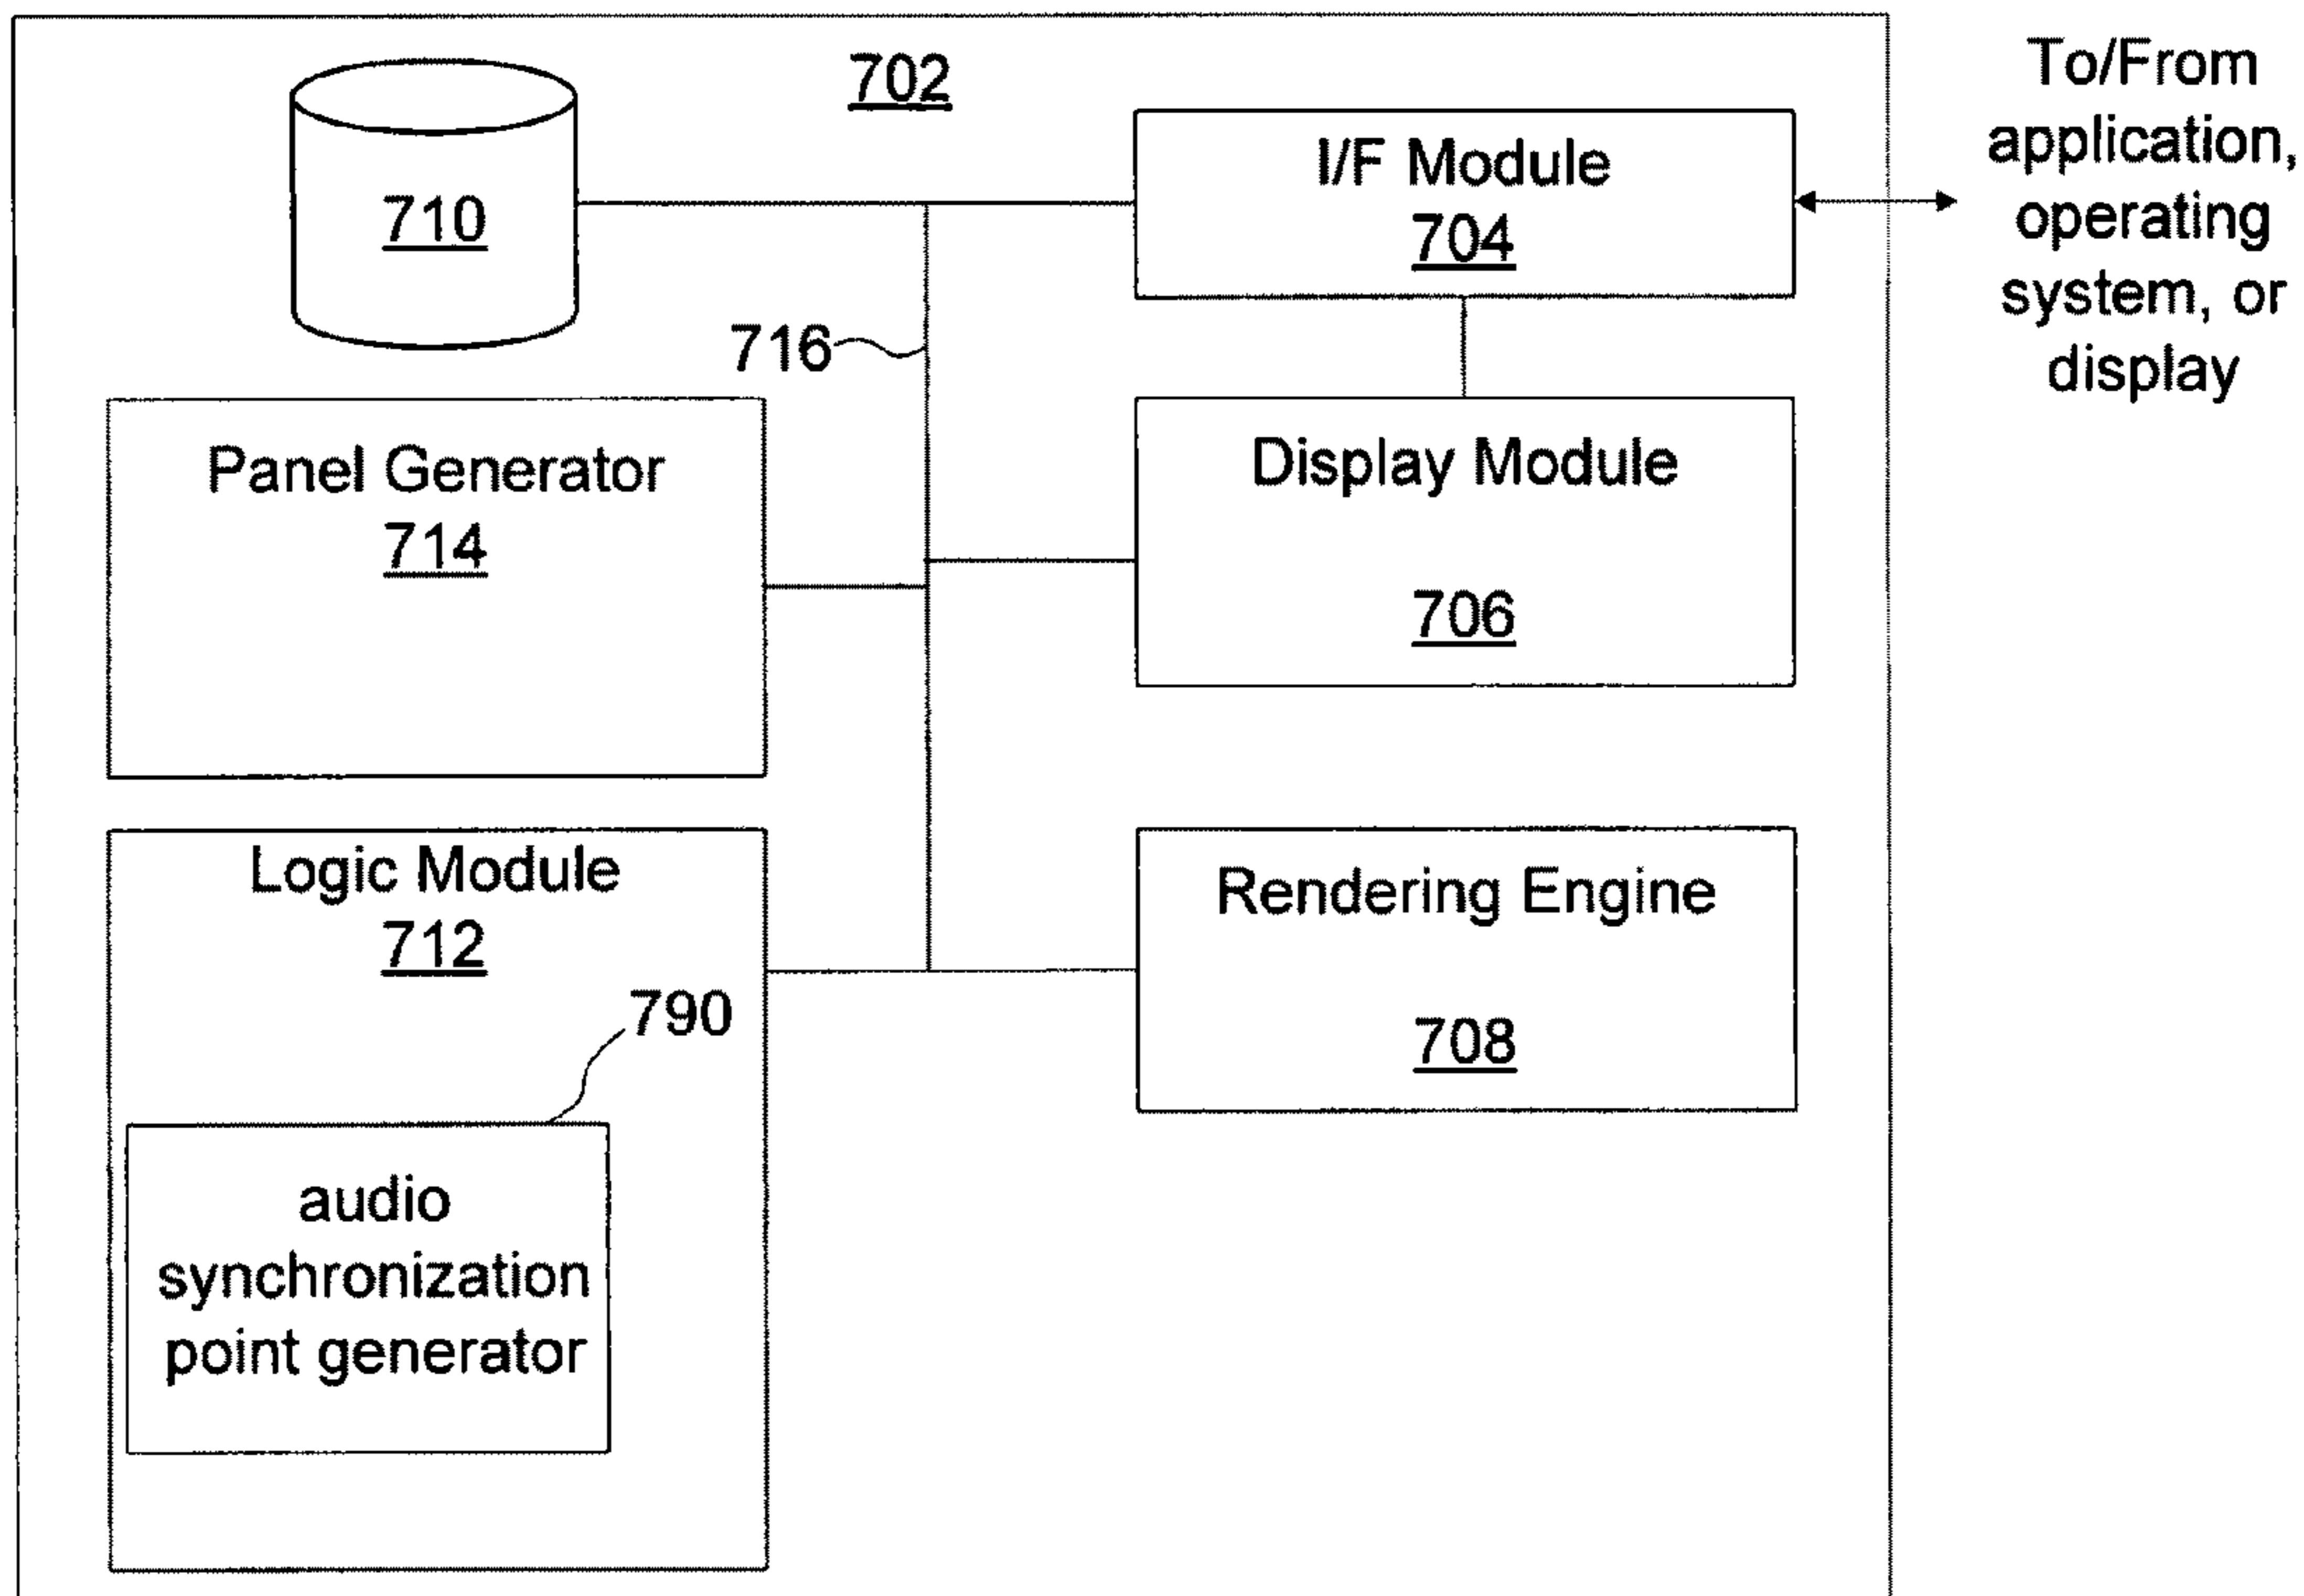 702
710
I/F Module
704
To/From
application,
operating
system, or
display
716
Panel Generator
714
Display Module
706
Logic Module
712
790
audio
synchronization
point generator
Rendering Engine
708